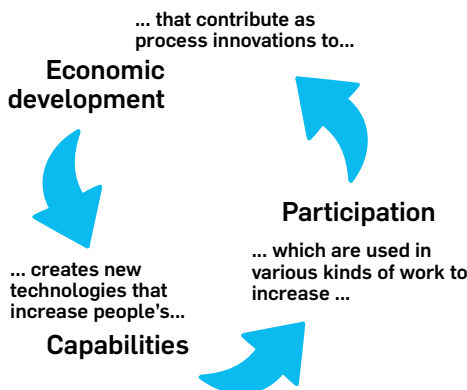 ... that contribute as
process innovations to...
Economic
development
... creates new
technologies that
increase people's...
Capabilities
... which are used in
various kinds of work to
increase ...
Participation